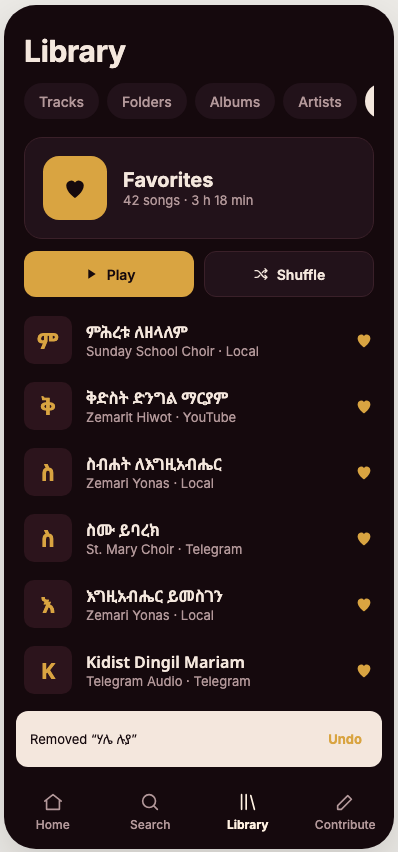 Library
Tracks Folders Albums Artists
Favorites
42 songs · 3 h 18 min
Play Shuffle
ም ምሕረቱ ለዘላለም
Sunday School Choir · Local
ቅ ቅድስት ድንግል ማርያም
Zemarit Hiwot · YouTube
ስ ስብሐት ለእግዚአብሔር
Zemari Yonas · Local
ስ ስሙ ይባረክ
St. Mary Choir · Telegram
እ እግዚአብሔር ይመስገን
Zemari Yonas · Local
K Kidist Dingil Mariam
Telegram Audio · Telegram
Removed “ሃሌ ሉያ” Undo
Home Search Library Contribute